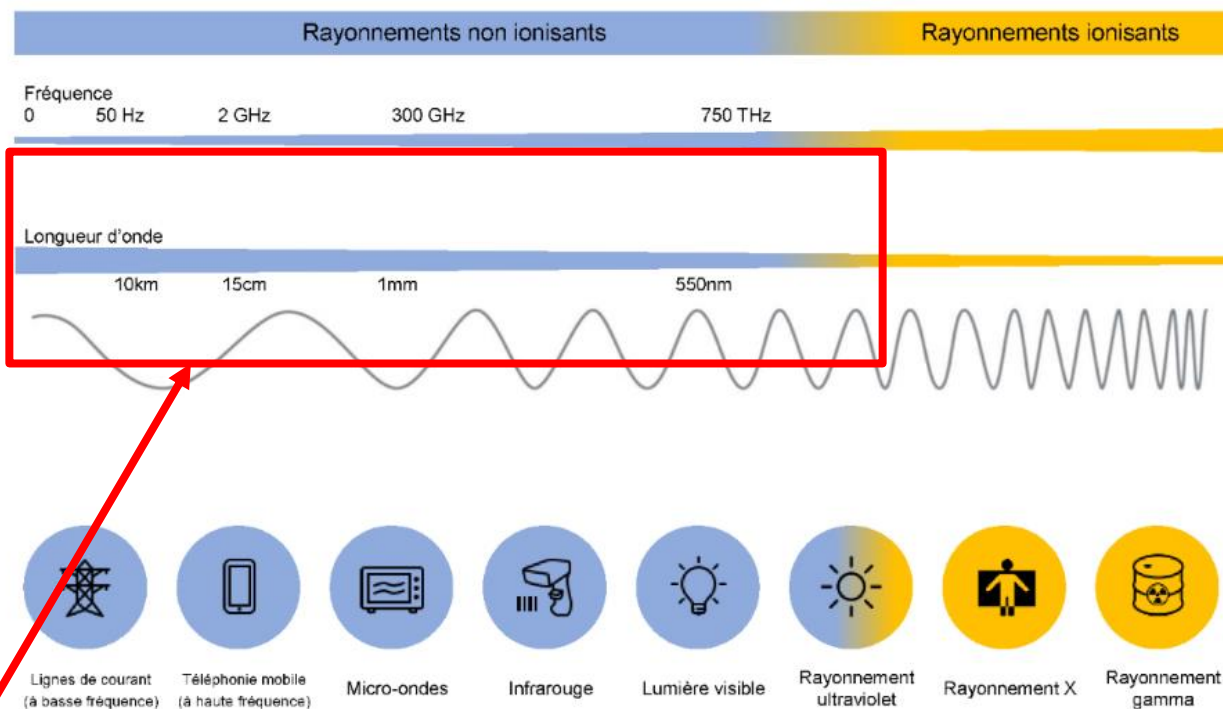 Rayonnements non ionisants
Rayonnements ionisants
Fréquence
0 50 Hz 2 GHz 300 GHz 750 THz
Longueur d'onde
10km 15cm 1mm 550nm
Lignes de courant
(à basse fréquence)
Téléphonie mobile
(à haute fréquence)
Micro-ondes
Infrarouge
Lumière visible
Rayonnement
ultraviolet
Rayonnement X
Rayonnement
gamma